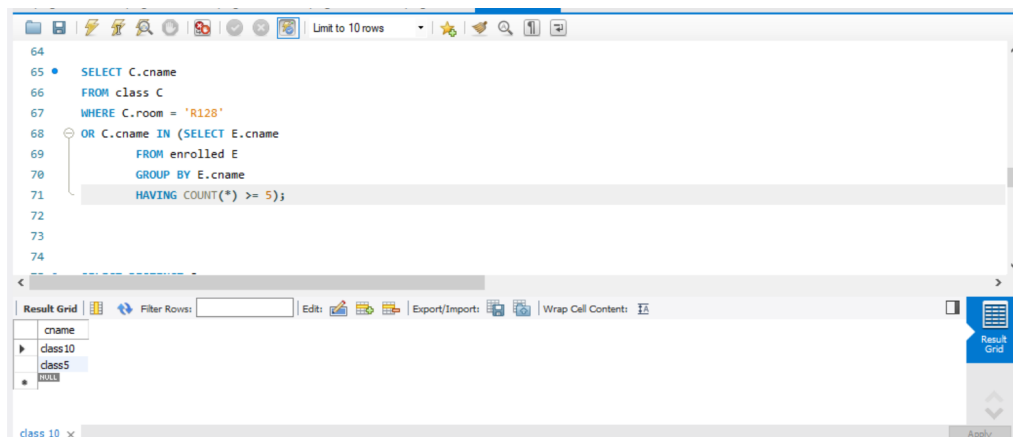 Limit to 10 rows
64
65 SELECT C.cname
66 FROM class C
67 WHERE C.room = 'R128'
68 OR C.cname IN (SELECT E.cname
69 FROM enrolled E
70 GROUP BY E.cname
71 HAVING COUNT(*) >= 5);
72
73
74
Result Grid Filter Rows: Edit: Export/Import: Wrap Cell Content:
Result Grid
cname
class10
class5
NULL
class 10 ×
Apply